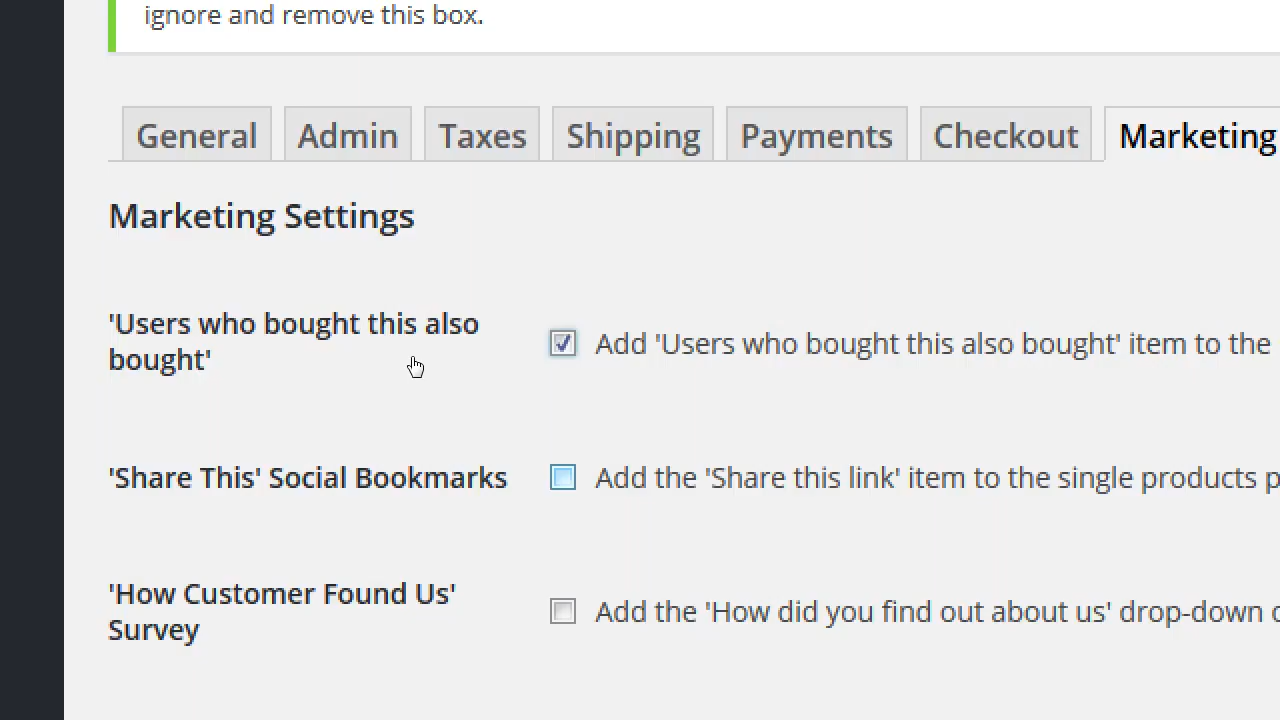 ignore and remove this box.
General Admin Taxes Shipping Payments Checkout Marketing
Marketing Settings
'Users who bought this also
bought'
Add 'Users who bought this also bought' item to the
'Share This' Social Bookmarks
Add the 'Share this link' item to the single products p
'How Customer Found Us'
Survey
Add the 'How did you find out about us' drop-down